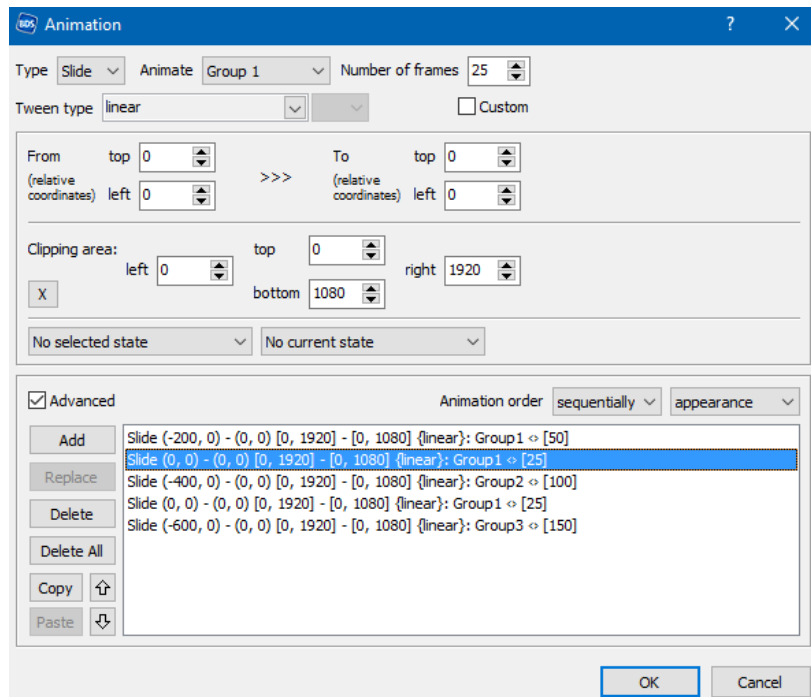 BDS Animation ? X
Type Slide Animate Group 1 Number of frames 25
Tween type linear Custom
From top 0 >>> To top 0
(relative coordinates) left 0 (relative coordinates) left 0
Clipping area: left 0 top 0 right 1920
X bottom 1080
No selected state No current state
Advanced Animation order sequentially appearance
Add
Replace
Delete
Delete All
Copy
Paste
Slide (-200, 0) - (0, 0) [0, 1920] - [0, 1080] {linear}: Group1 <> [50]
Slide (0, 0) - (0, 0) [0, 1920] - [0, 1080] {linear}: Group1 <> [25]
Slide (-400, 0) - (0, 0) [0, 1920] - [0, 1080] {linear}: Group2 <> [100]
Slide (0, 0) - (0, 0) [0, 1920] - [0, 1080] {linear}: Group1 <> [25]
Slide (-600, 0) - (0, 0) [0, 1920] - [0, 1080] {linear}: Group3 <> [150]
OK Cancel